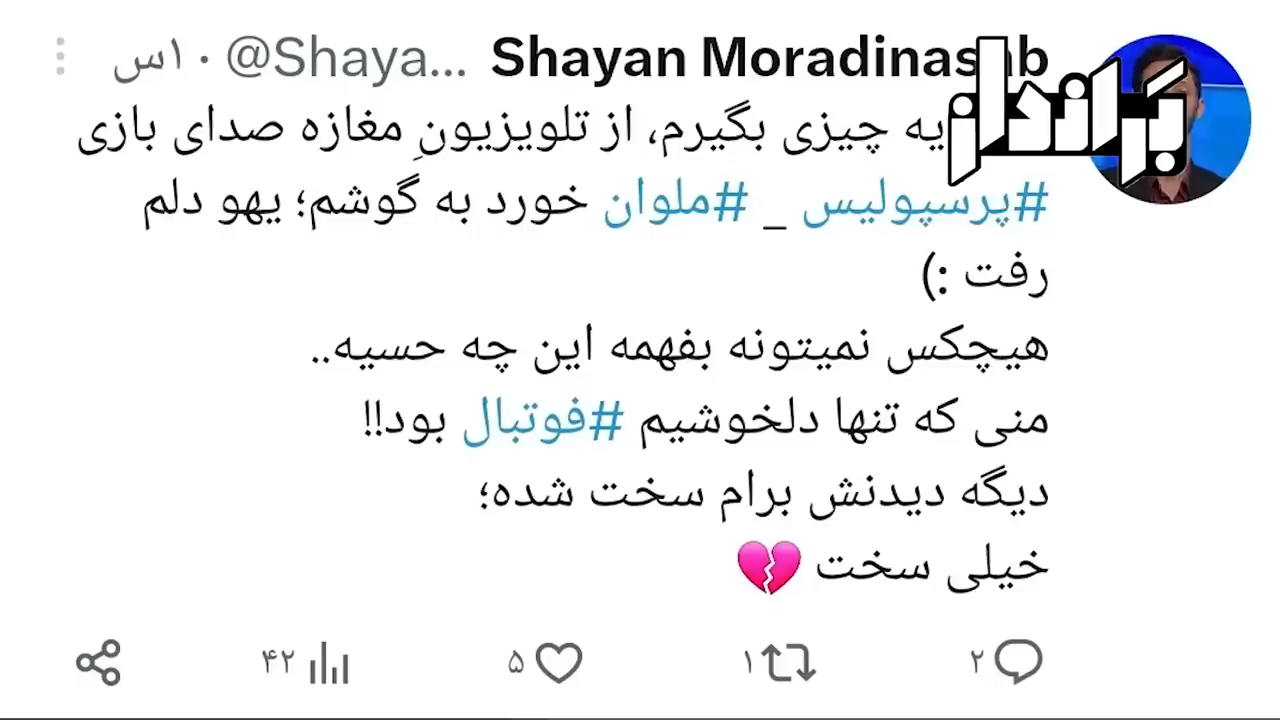 Shayan Moradinasab @Shaya... ۱۰س
برانداز
یه چیزی بگیرم، از تلویزیونِ مغازه صدای بازی
#پرسپولیس _ #ملوان خورد به گوشم؛ یهو دلم
رفت :)
هیچکس نمیتونه بفهمه این چه حسیه..
منی که تنها دلخوشیم #فوتبال بود!!
دیگه دیدنش برام سخت شده؛
خیلی سخت 💔
۲ ۱ ۵ ۴۲